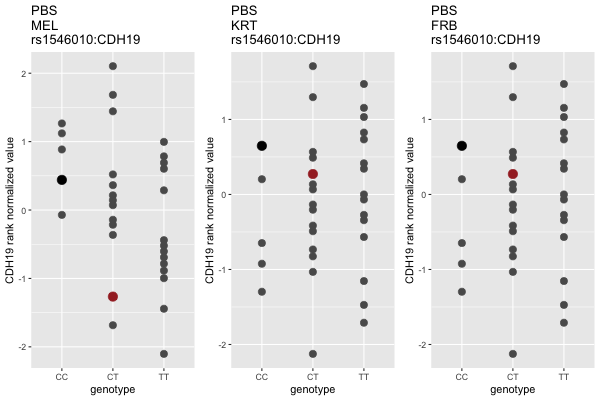 PBS
MEL
rs1546010:CDH19
CDH19 rank normalized value
2
1
0
-1
-2
CC CT TT
genotype
PBS
KRT
rs1546010:CDH19
CDH19 rank normalized value
1
0
-1
-2
CC CT TT
genotype
PBS
FRB
rs1546010:CDH19
CDH19 rank normalized value
1
0
-1
-2
CC CT TT
genotype